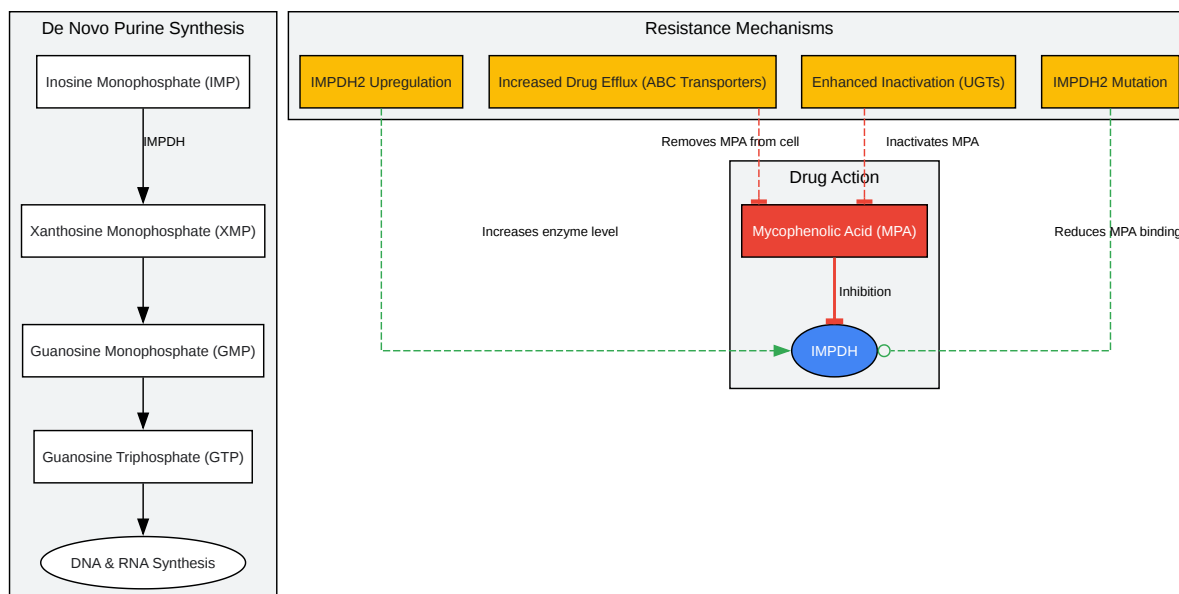 De Novo Purine Synthesis
Inosine Monophosphate (IMP)
IMPDH
Xanthosine Monophosphate (XMP)
Guanosine Monophosphate (GMP)
Guanosine Triphosphate (GTP)
DNA & RNA Synthesis
Resistance Mechanisms
IMPDH2 Upregulation
Increased Drug Efflux (ABC Transporters)
Enhanced Inactivation (UGTs)
IMPDH2 Mutation
Removes MPA from cell
Inactivates MPA
Drug Action
Increases enzyme level
Mycophenolic Acid (MPA)
Reduces MPA binding
Inhibition
IMPDH